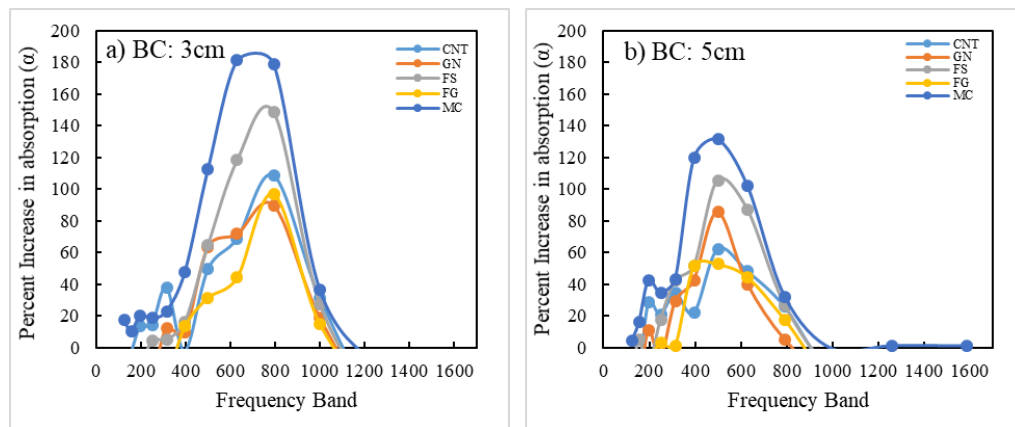 a) BC: 3cm
CNT
GN
FS
FG
MC
Percent Increase in absorption (α)
200
180
160
140
120
100
80
60
40
20
0
0 200 400 600 800 1000 1200 1400 1600
Frequency Band
b) BC: 5cm
CNT
GN
FS
FG
MC
Percent Increase in absorption (α)
200
180
160
140
120
100
80
60
40
20
0
0 200 400 600 800 1000 1200 1400 1600
Frequency Band